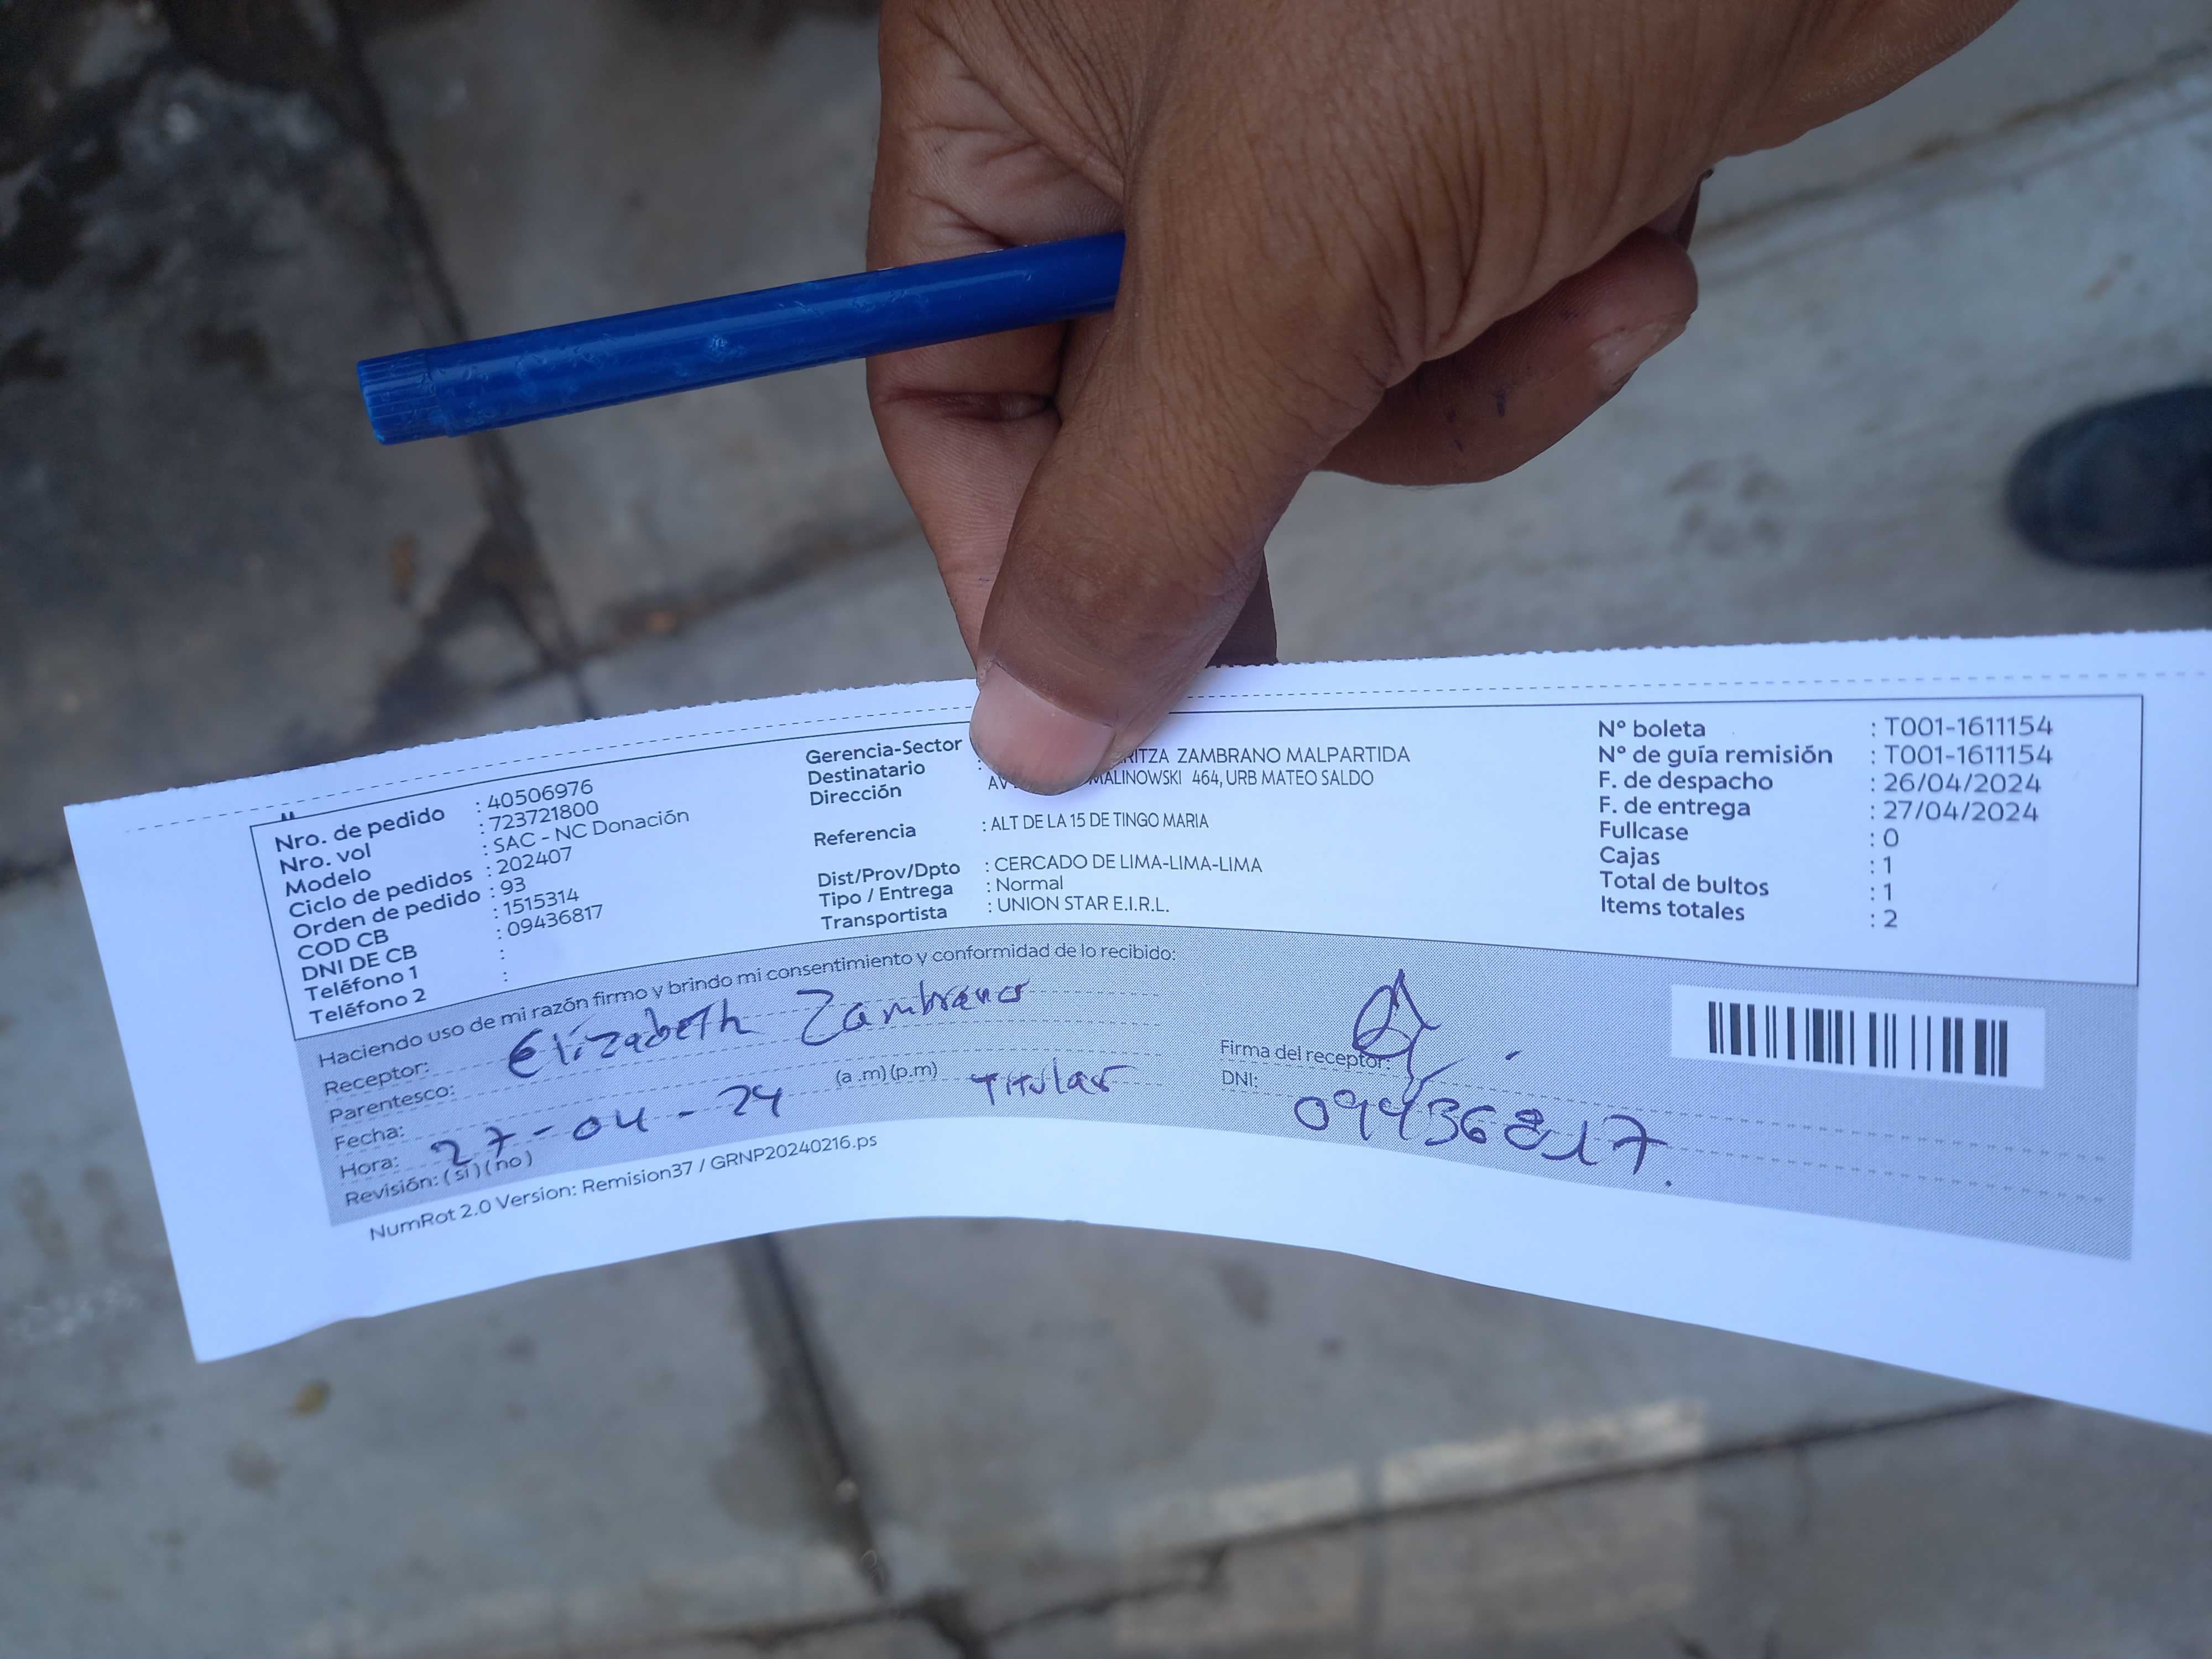 Nro. de pedido : 40506976
Nro. vol : 723721800
Modelo : SAC - NC Donación
Ciclo de pedidos : 202407
Orden de pedido : 93
COD CB : 1515314
DNI DE CB : 09436817
Teléfono 1 :
Teléfono 2 :
Gerencia-Sector
Destinatario : ZAMBRANO MALPARTIDA
Dirección AV MALINOWSKI 464, URB MATEO SALDO
Referencia : ALT DE LA 15 DE TINGO MARIA
Dist/Prov/Dpto : CERCADO DE LIMA-LIMA-LIMA
Tipo / Entrega : Normal
Transportista : UNION STAR E.I.R.L.
Nº boleta : T001-1611154
Nº de guía remisión : T001-1611154
F. de despacho : 26/04/2024
F. de entrega : 27/04/2024
Fullcase : 0
Cajas : 1
Total de bultos : 1
Items totales : 2
Haciendo uso de mi razón firmo y brindo mi consentimiento y conformidad de lo recibido:
Receptor: Elizabeth Zambrano
Parentesco: Titular
Fecha: 27-04-24
Hora: (a .m) (p.m)
Revisión: (si) (no)
Firma del receptor:
DNI: 09436817
NumRot 2.0 Version: Remision37 / GRNP20240216.ps